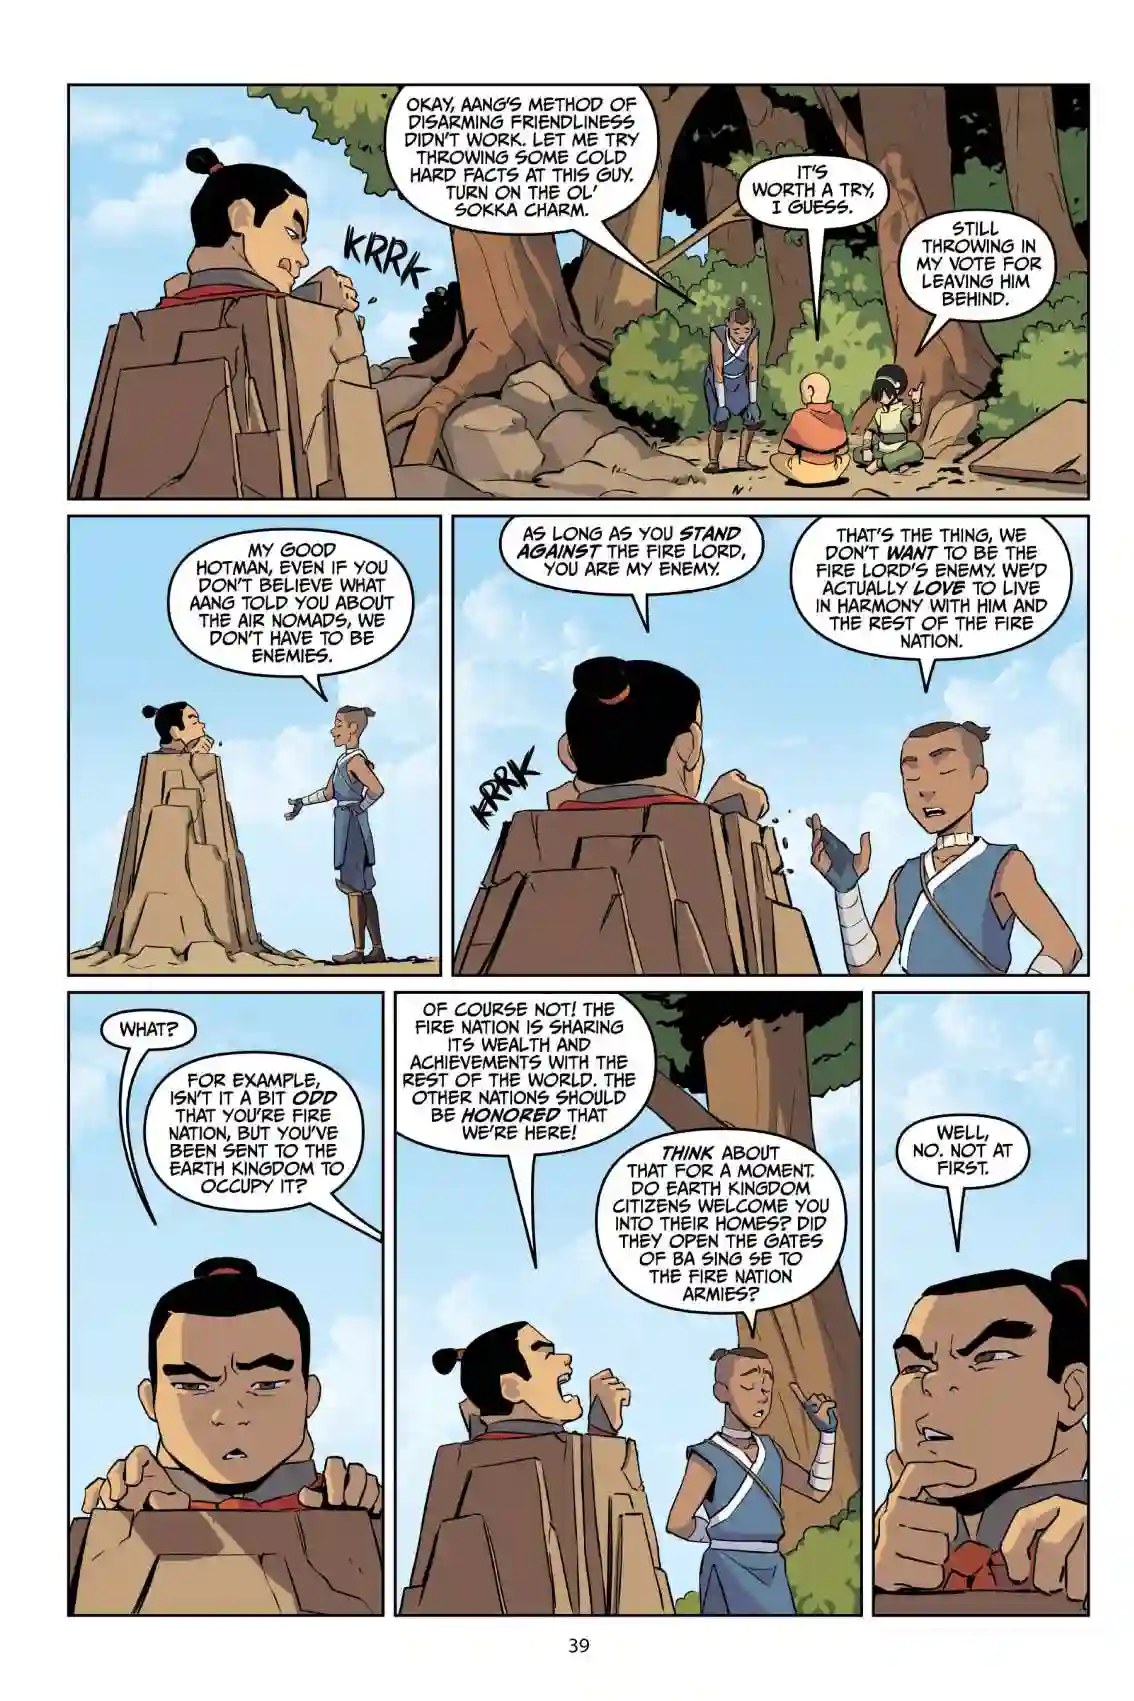 OKAY, AANG'S METHOD OF
DISARMING FRIENDLINESS
DIDN'T WORK. LET ME TRY
THROWING SOME COLD
HARD FACTS AT THIS GUY.
TURN ON THE OL'
SOKKA CHARM.
KRRK
IT'S
WORTH A TRY,
I GUESS.
STILL
THROWING IN
MY VOTE FOR
LEAVING HIM
BEHIND.
MY GOOD
HOTMAN, EVEN IF YOU
DON'T BELIEVE WHAT
AANG TOLD YOU ABOUT
THE AIR NOMADS, WE
DON'T HAVE TO BE
ENEMIES.
AS LONG AS YOU STAND
AGAINST THE FIRE LORD,
YOU ARE MY ENEMY.
KRRK
THAT'S THE THING, WE
DON'T WANT TO BE THE
FIRE LORD'S ENEMY. WE'D
ACTUALLY LOVE TO LIVE
IN HARMONY WITH HIM AND
THE REST OF THE FIRE
NATION.
WHAT?
FOR EXAMPLE,
ISN'T IT A BIT ODD
THAT YOU'RE FIRE
NATION, BUT YOU'VE
BEEN SENT TO THE
EARTH KINGDOM TO
OCCUPY IT?
OF COURSE NOT! THE
FIRE NATION IS SHARING
ITS WEALTH AND
ACHIEVEMENTS WITH THE
REST OF THE WORLD. THE
OTHER NATIONS SHOULD
BE HONORED THAT
WE'RE HERE!
THINK ABOUT
THAT FOR A MOMENT.
DO EARTH KINGDOM
CITIZENS WELCOME YOU
INTO THEIR HOMES? DID
THEY OPEN THE GATES
OF BA SING SE TO
THE FIRE NATION
ARMIES?
WELL,
NO. NOT AT
FIRST.
39